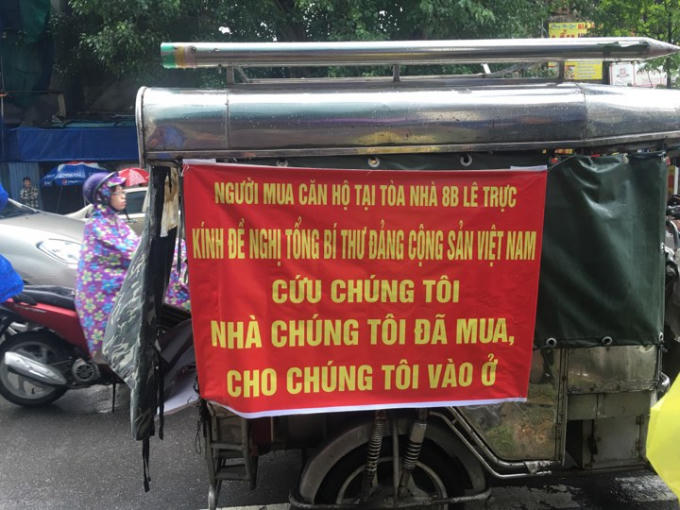 NGƯỜI MUA CĂN HỘ TẠI TÒA NHÀ 8B LÊ TRỰC
KÍNH ĐỀ NGHỊ TỔNG BÍ THƯ ĐẢNG CỘNG SẢN VIỆT NAM
CỨU CHÚNG TÔI
NHÀ CHÚNG TÔI ĐÃ MUA,
CHO CHÚNG TÔI VÀO Ở